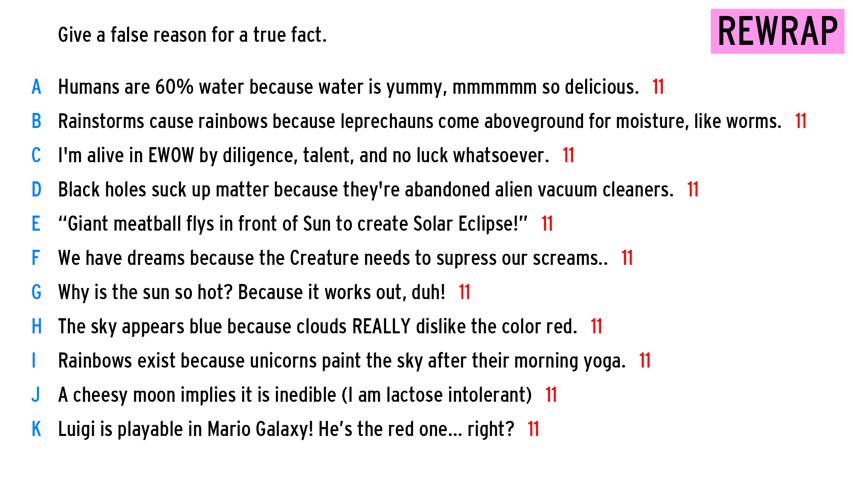 Give a false reason for a true fact.
REWRAP
A Humans are 60% water because water is yummy, mmmmmm so delicious. 11
B Rainstorms cause rainbows because leprechauns come aboveground for moisture, like worms. 11
C I'm alive in EWOW by diligence, talent, and no luck whatsoever. 11
D Black holes suck up matter because they're abandoned alien vacuum cleaners. 11
E “Giant meatball flys in front of Sun to create Solar Eclipse!” 11
F We have dreams because the Creature needs to supress our screams.. 11
G Why is the sun so hot? Because it works out, duh! 11
H The sky appears blue because clouds REALLY dislike the color red. 11
I Rainbows exist because unicorns paint the sky after their morning yoga. 11
J A cheesy moon implies it is inedible (I am lactose intolerant) 11
K Luigi is playable in Mario Galaxy! He’s the red one... right? 11